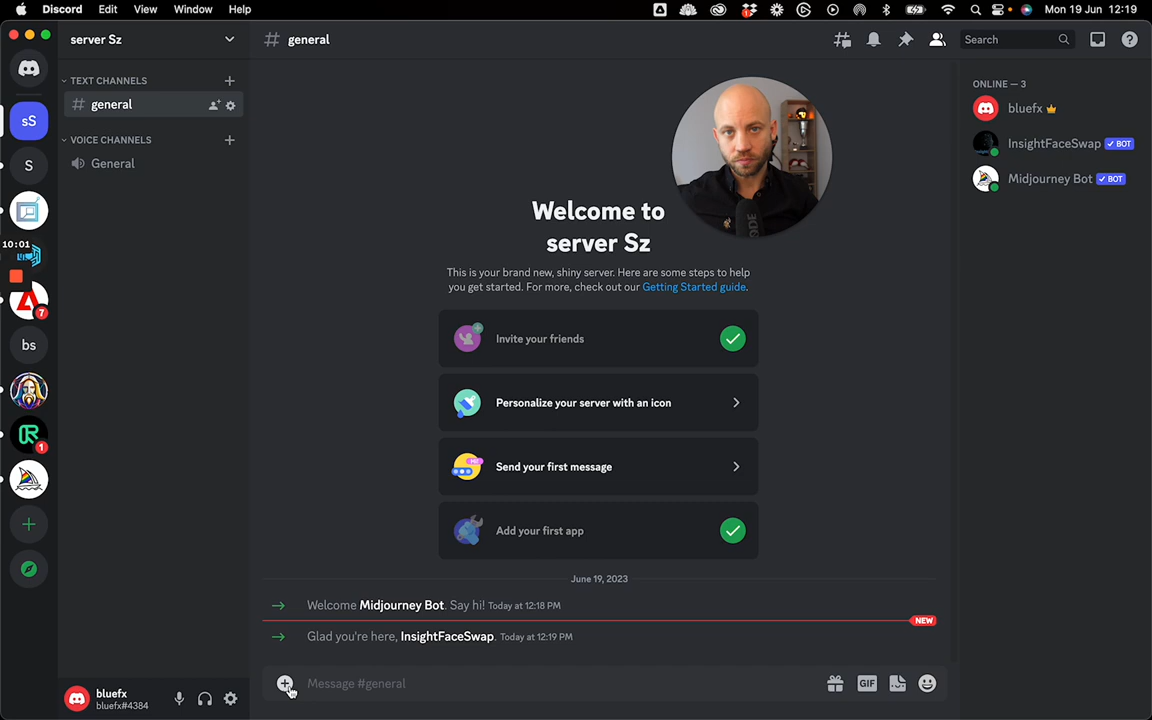 Discord Edit View Window Help Mon 19 Jun 12:19
server Sz
# general
Search
TEXT CHANNELS
# general
VOICE CHANNELS
General
sS
S
10:01
7
bs
1
Welcome to
server Sz
This is your brand new, shiny server. Here are some steps to help
you get started. For more, check out our Getting Started guide.
Invite your friends
Personalize your server with an icon
Send your first message
Add your first app
June 19, 2023
Welcome Midjourney Bot. Say hi! Today at 12:18 PM
NEW
Glad you're here, InsightFaceSwap. Today at 12:19 PM
Message #general
GIF
bluefx
bluefx#4384
ONLINE — 3
bluefx
InsightFaceSwap ✓ BOT
Midjourney Bot ✓ BOT